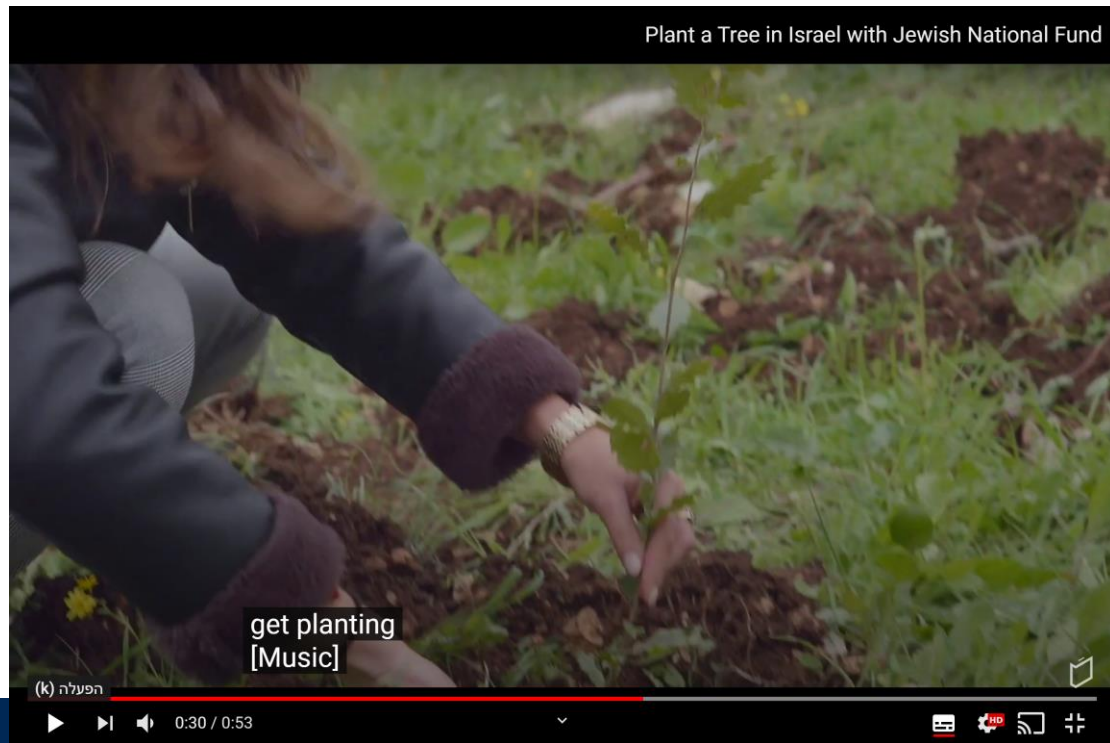 Plant a Tree in Israel with Jewish National Fund
get planting
[Music]
הפעלה (k)
0:30 / 0:53
HD